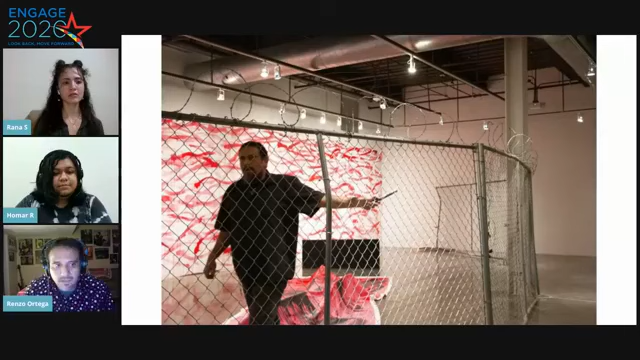 ENGAGE
2020
LOOK BACK, MOVE FORWARD
Rana S
Homar R
Renzo Ortega